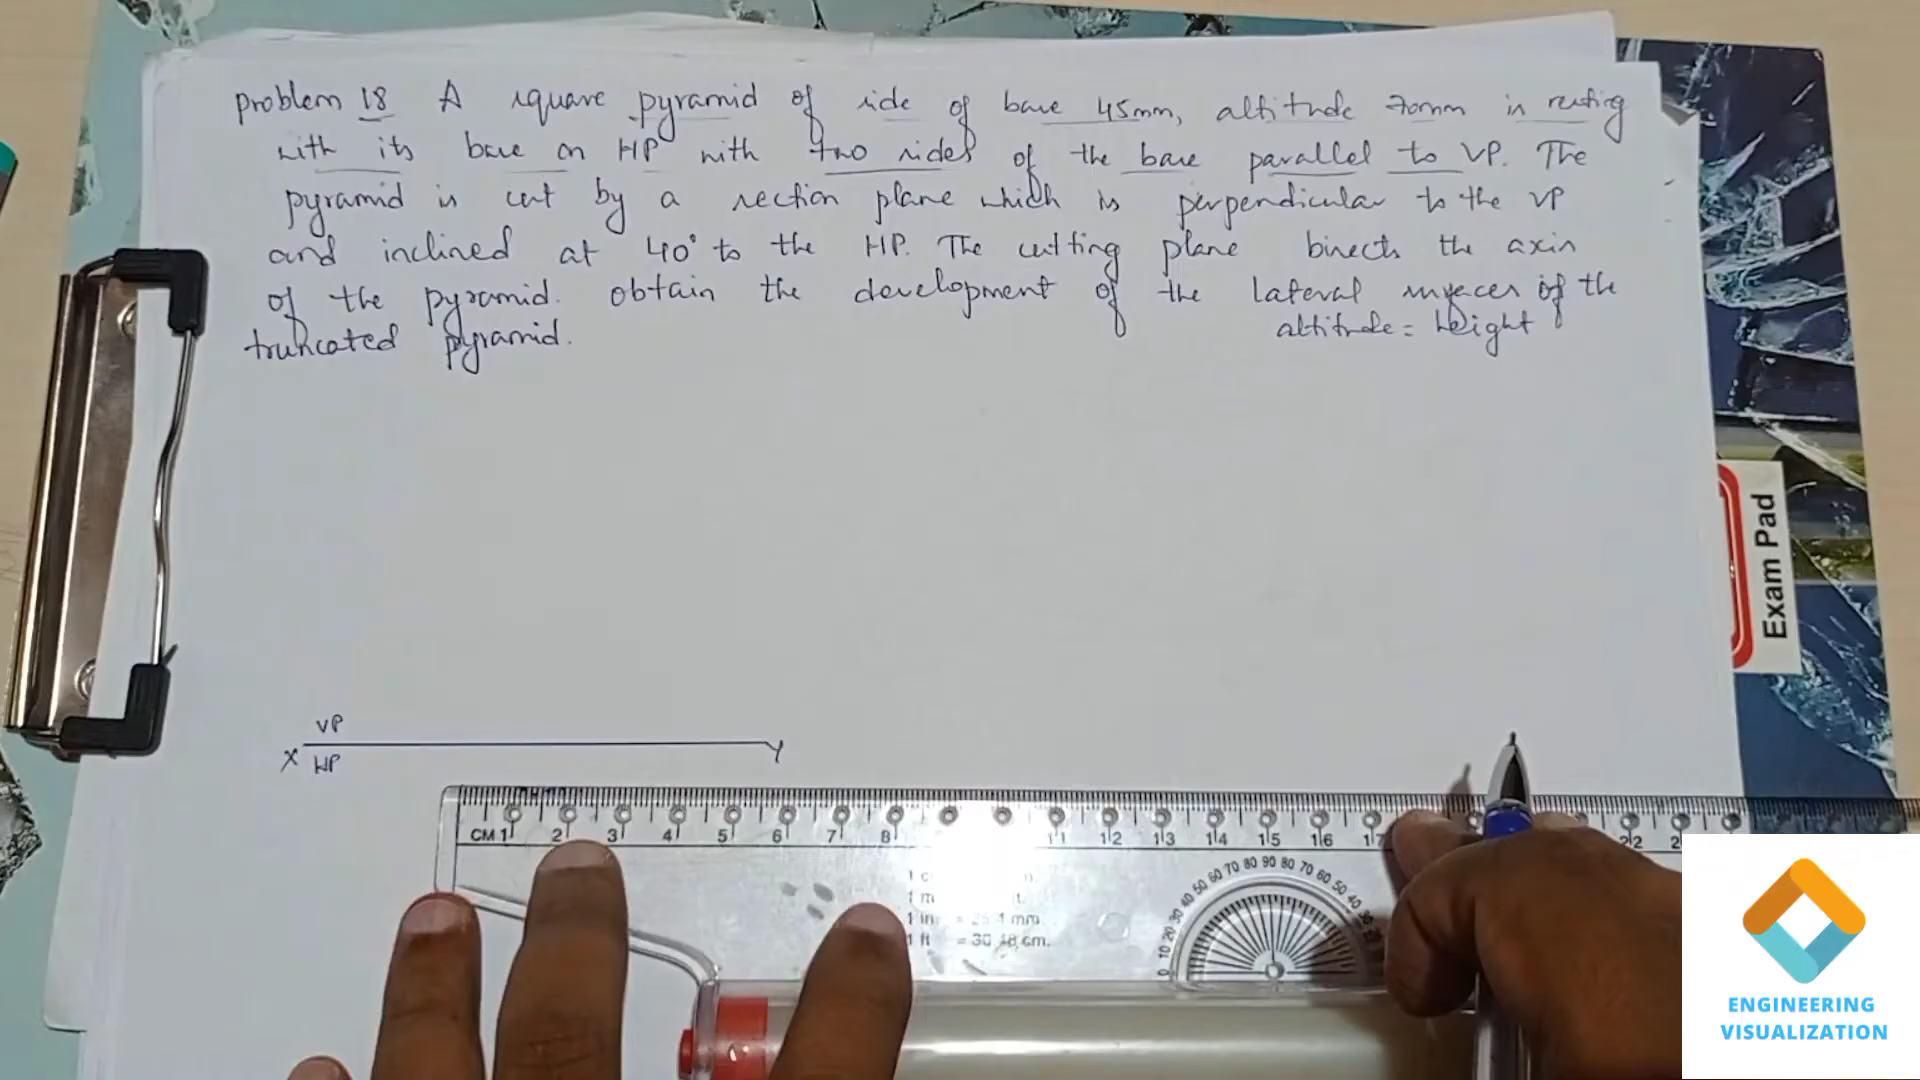 problem 18 A square pyramid of side of base 45mm, altitude 70mm is resting
with its base on HP with two sides of the base parallel to VP. The
pyramid is cut by a section plane which is perpendicular to the VP
and inclined at 40° to the HP. The cutting plane bisects the axis
of the pyramid. obtain the development of the lateral surfaces of the
truncated pyramid.
altitude = height
Exam Pad
VP
X Y
HP
CM 1 2 3 4 5 6 7 8 11 12 13 14 15 16 17 22
0 10 20 30 40 50 60 70 80 90 80 70 60 50 40 30
1 in = 25.4 mm
1 ft = 30.48 cm.
ENGINEERING
VISUALIZATION